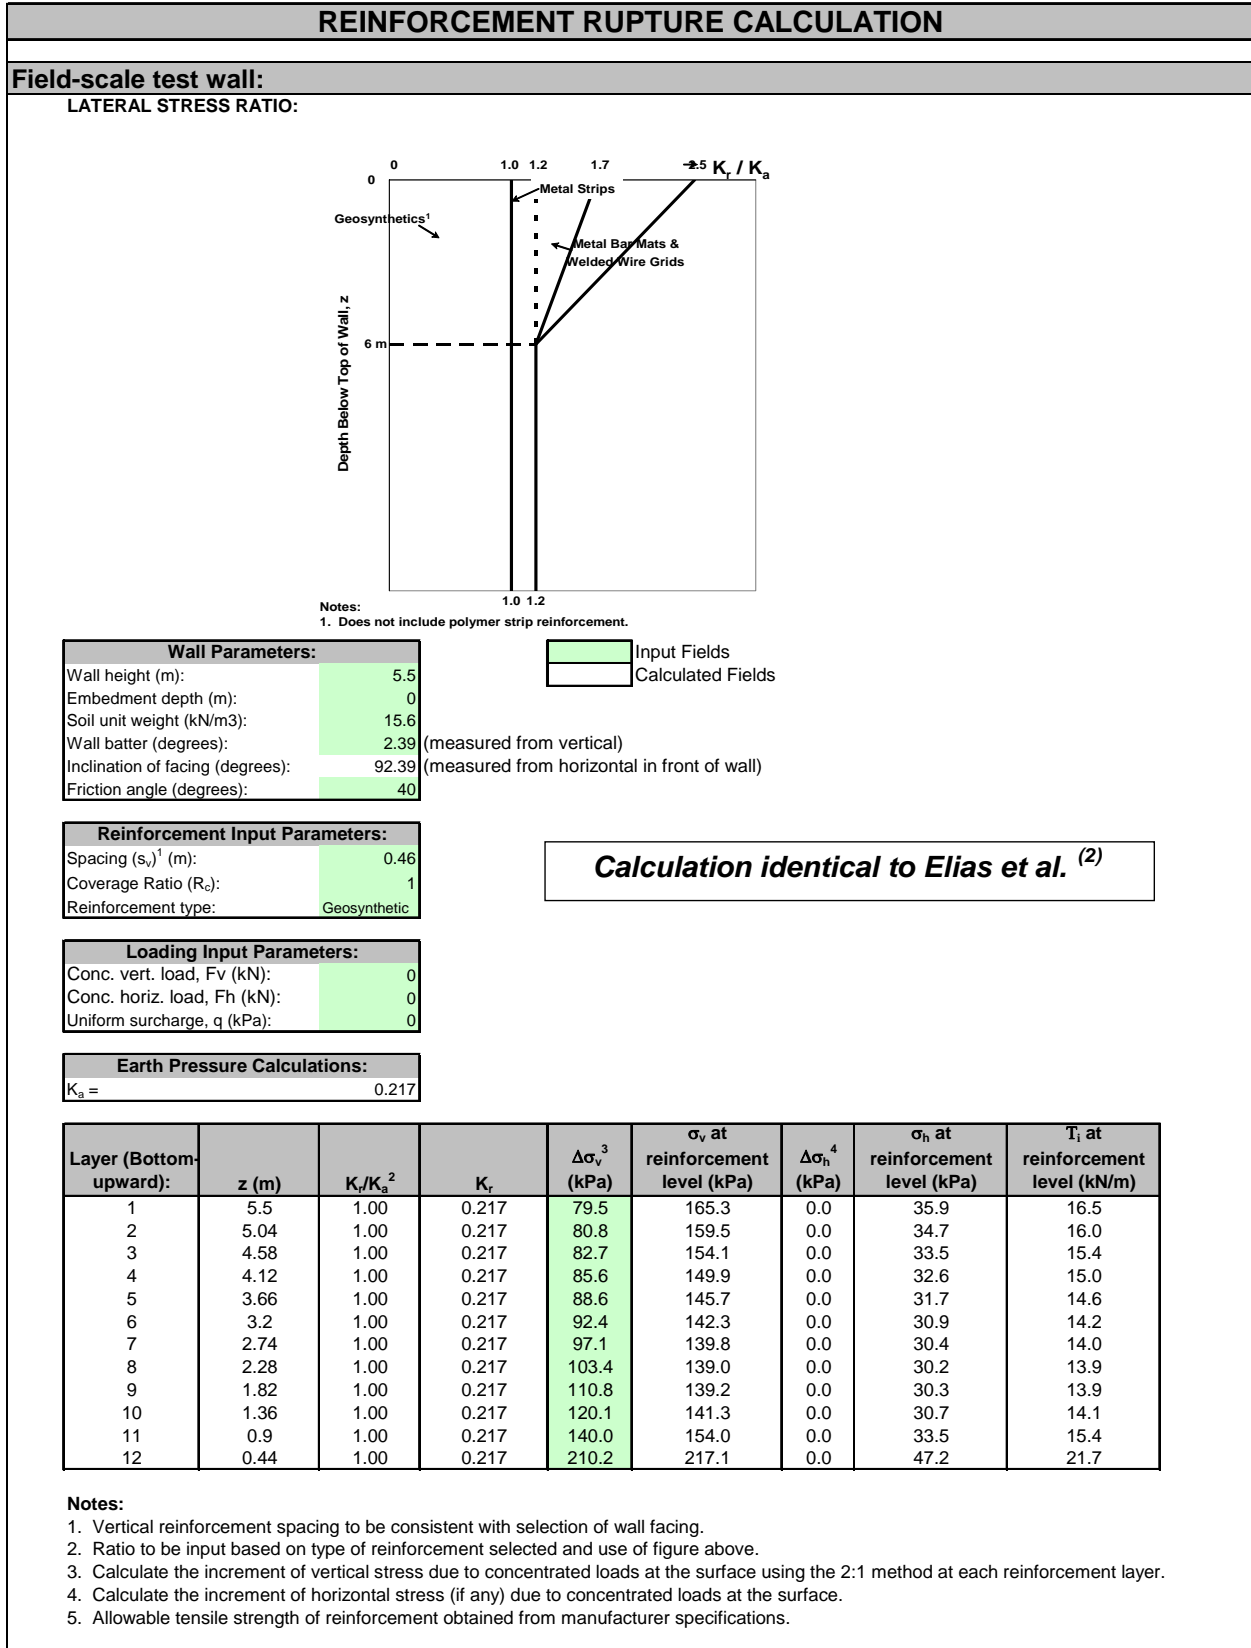 REINFORCEMENT RUPTURE CALCULATION
Field-scale test wall:
LATERAL STRESS RATIO:
0 1.0 1.2 1.7 2.5 Kr / Ka
0
Metal Strips
Geosynthetics¹
Metal Bar Mats &
Welded Wire Grids
Depth Below Top of Wall, z
6 m
1.0 1.2
Notes:
1. Does not include polymer strip reinforcement.
Wall Parameters:
Wall height (m): 5.5
Embedment depth (m): 0
Soil unit weight (kN/m3): 15.6
Wall batter (degrees): 2.39 (measured from vertical)
Inclination of facing (degrees): 92.39 (measured from horizontal in front of wall)
Friction angle (degrees): 40
Input Fields
Calculated Fields
Reinforcement Input Parameters:
Spacing (sv)¹ (m): 0.46
Coverage Ratio (Rc): 1
Reinforcement type: Geosynthetic
Calculation identical to Elias et al. (2)
Loading Input Parameters:
Conc. vert. load, Fv (kN): 0
Conc. horiz. load, Fh (kN): 0
Uniform surcharge, q (kPa): 0
Earth Pressure Calculations:
Ka = 0.217
Layer (Bottom-upward): z (m) Kr/Ka² Kr Δσv³ (kPa) σv at reinforcement level (kPa) Δσh⁴ (kPa) σh at reinforcement level (kPa) Ti at reinforcement level (kN/m)
1 5.5 1.00 0.217 79.5 165.3 0.0 35.9 16.5
2 5.04 1.00 0.217 80.8 159.5 0.0 34.7 16.0
3 4.58 1.00 0.217 82.7 154.1 0.0 33.5 15.4
4 4.12 1.00 0.217 85.6 149.9 0.0 32.6 15.0
5 3.66 1.00 0.217 88.6 145.7 0.0 31.7 14.6
6 3.2 1.00 0.217 92.4 142.3 0.0 30.9 14.2
7 2.74 1.00 0.217 97.1 139.8 0.0 30.4 14.0
8 2.28 1.00 0.217 103.4 139.0 0.0 30.2 13.9
9 1.82 1.00 0.217 110.8 139.2 0.0 30.3 13.9
10 1.36 1.00 0.217 120.1 141.3 0.0 30.7 14.1
11 0.9 1.00 0.217 140.0 154.0 0.0 33.5 15.4
12 0.44 1.00 0.217 210.2 217.1 0.0 47.2 21.7
Notes:
1. Vertical reinforcement spacing to be consistent with selection of wall facing.
2. Ratio to be input based on type of reinforcement selected and use of figure above.
3. Calculate the increment of vertical stress due to concentrated loads at the surface using the 2:1 method at each reinforcement layer.
4. Calculate the increment of horizontal stress (if any) due to concentrated loads at the surface.
5. Allowable tensile strength of reinforcement obtained from manufacturer specifications.